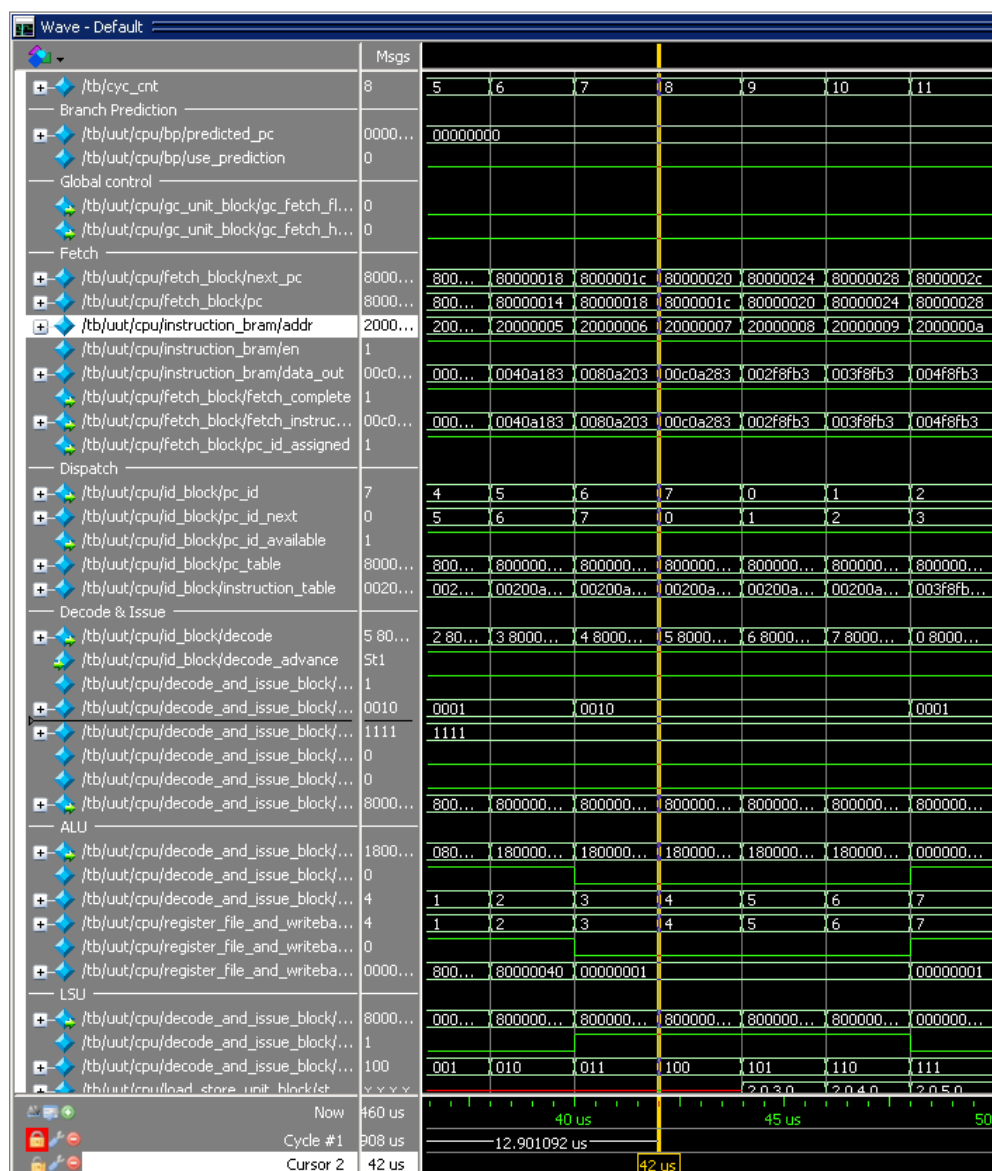 Wave - Default
Msgs
/tb/cyc_cnt 8 5 6 7 8 9 10 11
Branch Prediction
/tb/uut/cpu/bp/predicted_pc 0000... 00000000
/tb/uut/cpu/bp/use_prediction 0
Global control
/tb/uut/cpu/gc_unit_block/gc_fetch_fl... 0
/tb/uut/cpu/gc_unit_block/gc_fetch_h... 0
Fetch
/tb/uut/cpu/fetch_block/next_pc 8000... 800... 80000018 8000001c 80000020 80000024 80000028 8000002c
/tb/uut/cpu/fetch_block/pc 8000... 800... 80000014 80000018 8000001c 80000020 80000024 80000028
/tb/uut/cpu/instruction_bram/addr 2000... 200... 20000005 20000006 20000007 20000008 20000009 2000000a
/tb/uut/cpu/instruction_bram/en 1
/tb/uut/cpu/instruction_bram/data_out 00c0... 000... 0040a183 0080a203 00c0a283 002f8fb3 003f8fb3 004f8fb3
/tb/uut/cpu/fetch_block/fetch_complete 1
/tb/uut/cpu/fetch_block/fetch_instruc... 00c0... 000... 0040a183 0080a203 00c0a283 002f8fb3 003f8fb3 004f8fb3
/tb/uut/cpu/fetch_block/pc_id_assigned 1
Dispatch
/tb/uut/cpu/id_block/pc_id 7 4 5 6 7 0 1 2
/tb/uut/cpu/id_block/pc_id_next 0 5 6 7 0 1 2 3
/tb/uut/cpu/id_block/pc_id_available 1
/tb/uut/cpu/id_block/pc_table 8000... 800... 800000... 800000... 800000... 800000... 800000... 800000...
/tb/uut/cpu/id_block/instruction_table 0020... 002... 00200a... 00200a... 00200a... 00200a... 00200a... 003f8fb...
Decode & Issue
/tb/uut/cpu/id_block/decode 5 80... 2 80... 3 8000... 4 8000... 5 8000... 6 8000... 7 8000... 0 8000...
/tb/uut/cpu/id_block/decode_advance St1
/tb/uut/cpu/decode_and_issue_block/... 1
/tb/uut/cpu/decode_and_issue_block/... 0010 0001 0010 0001
/tb/uut/cpu/decode_and_issue_block/... 1111 1111
/tb/uut/cpu/decode_and_issue_block/... 0
/tb/uut/cpu/decode_and_issue_block/... 0
/tb/uut/cpu/decode_and_issue_block/... 8000... 800... 800000... 800000... 800000... 800000... 800000... 800000...
ALU
/tb/uut/cpu/decode_and_issue_block/... 1800... 080... 180000... 180000... 180000... 180000... 180000... 000000...
/tb/uut/cpu/decode_and_issue_block/... 0
/tb/uut/cpu/decode_and_issue_block/... 4 1 2 3 4 5 6 7
/tb/uut/cpu/register_file_and_writeba... 4 1 2 3 4 5 6 7
/tb/uut/cpu/register_file_and_writeba... 0
/tb/uut/cpu/register_file_and_writeba... 0000... 800... 80000040 00000001 00000001
LSU
/tb/uut/cpu/decode_and_issue_block/... 8000... 000... 800000... 800000... 800000... 800000... 800000... 000000...
/tb/uut/cpu/decode_and_issue_block/... 1
/tb/uut/cpu/decode_and_issue_block/... 100 001 010 011 100 101 110 111
/tb/uut/cpu/load_store_unit_block/st 2 0 3 0 2 0 4 0 2 0 5 0
Now 460 us 40 us 45 us 50
Cycle #1 908 us 12.901092 us
Cursor 2 42 us 42 us